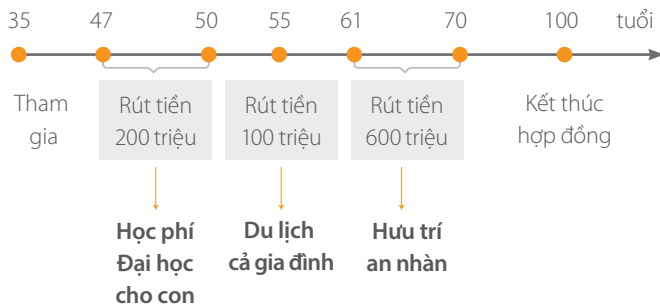 35 47 50 55 61 70 100 tuổi
Tham
gia
Rút tiền
200 triệu
Rút tiền
100 triệu
Rút tiền
600 triệu
Kết thúc
hợp đồng
Học phí
Đại học
cho con
Du lịch
cả gia đình
Hưu trí
an nhàn